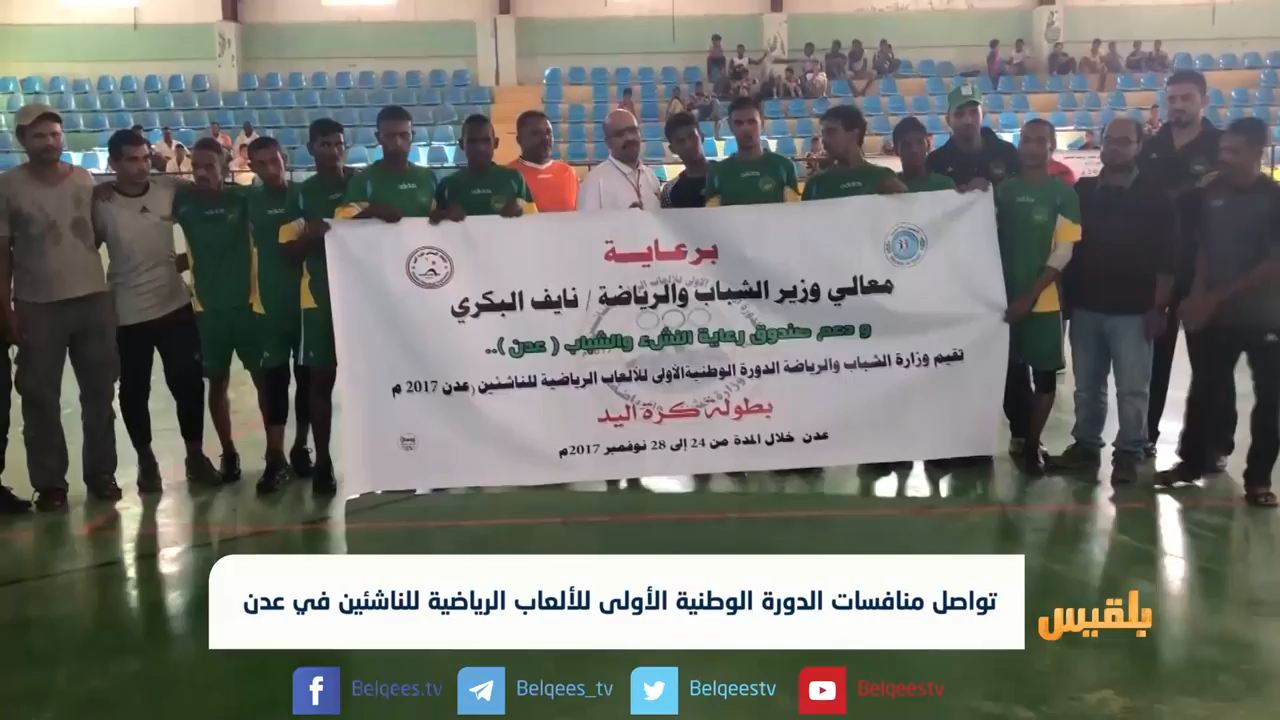 برعاية
معالي وزير الشباب والرياضة / نايف البكري
و دعم صندوق رعاية النشء والشباب ( عدن )..
تقيم وزارة الشباب والرياضة الدورة الوطنية الأولى للألعاب الرياضية للناشئين (عدن 2017 م
بطولة كرة اليد
عدن خلال المدة من 24 إلى 28 نوفمبر 2017م
تواصل منافسات الدورة الوطنية الأولى للألعاب الرياضية للناشئين في عدن
بلقيس
Belqees.tv
Belqees_tv
Belqeestv
Belqeestv